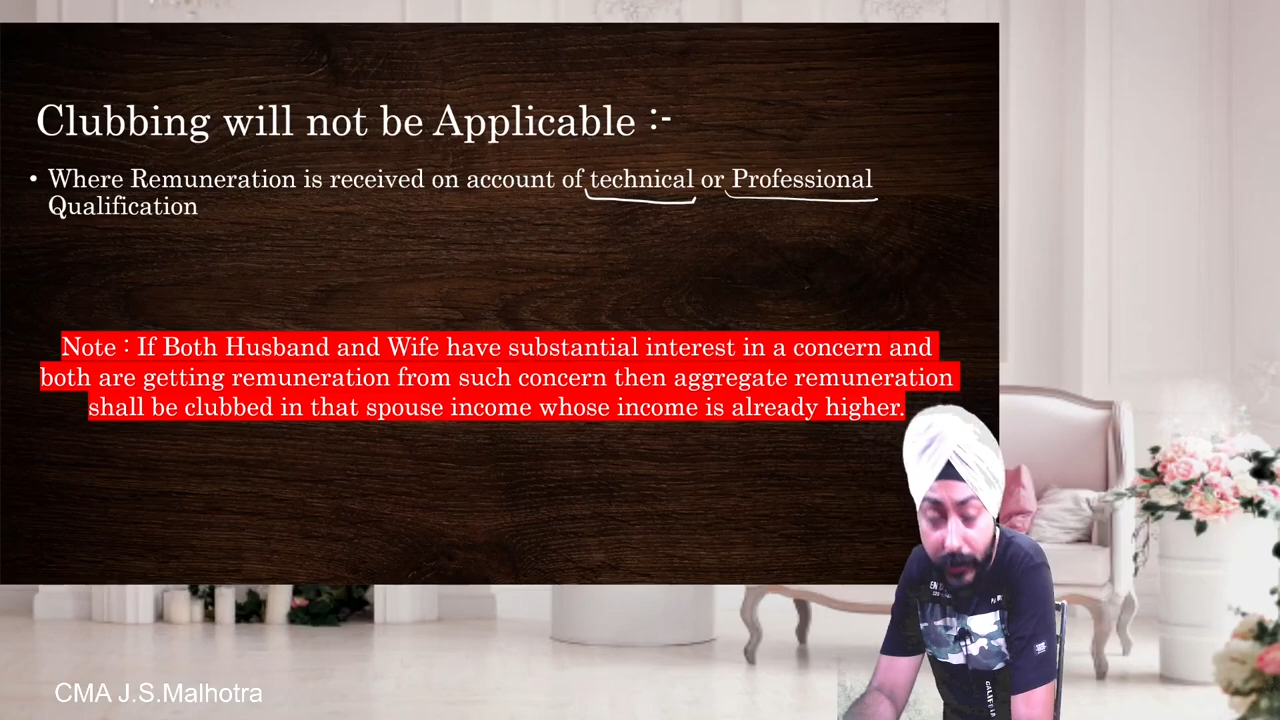 Clubbing will not be Applicable :-
• Where Remuneration is received on account of technical or Professional
Qualification
Note : If Both Husband and Wife have substantial interest in a concern and
both are getting remuneration from such concern then aggregate remuneration
shall be clubbed in that spouse income whose income is already higher.
CMA J.S.Malhotra